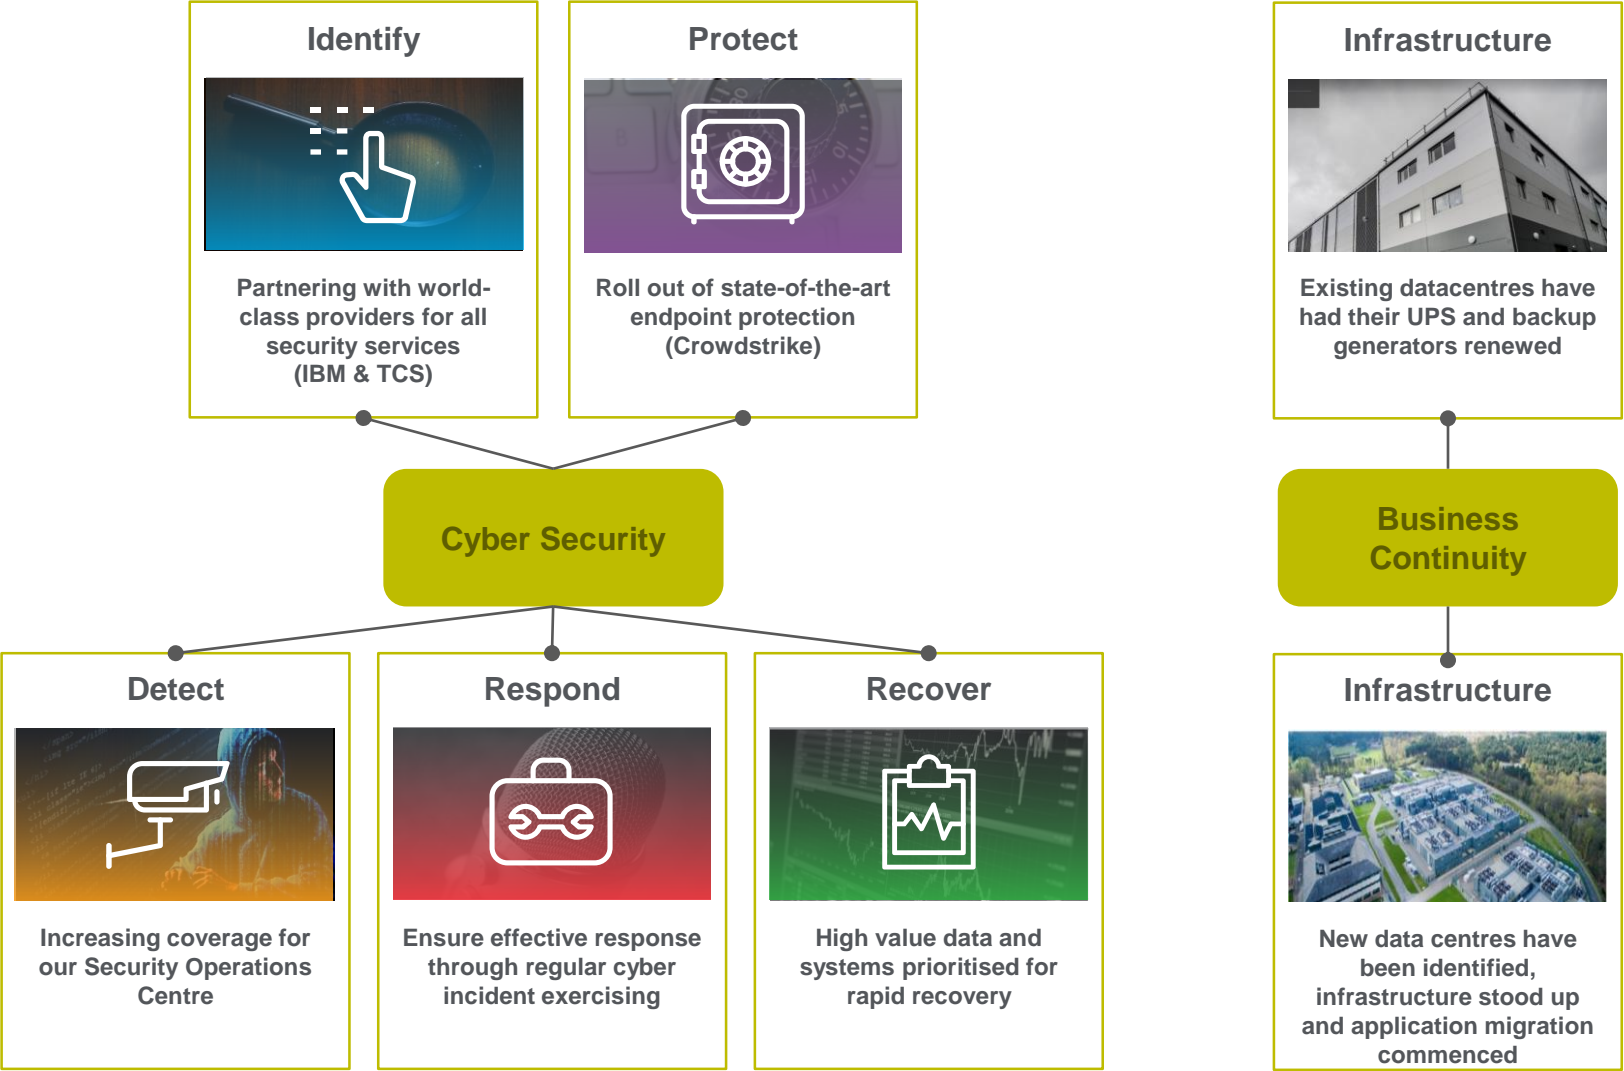 Identify
Partnering with world-
class providers for all
security services
(IBM & TCS)
Protect
Roll out of state-of-the-art
endpoint protection
(Crowdstrike)
Infrastructure
Existing datacentres have
had their UPS and backup
generators renewed
Cyber Security
Business
Continuity
Detect
Increasing coverage for
our Security Operations
Centre
Respond
Ensure effective response
through regular cyber
incident exercising
Recover
High value data and
systems prioritised for
rapid recovery
Infrastructure
New data centres have
been identified,
infrastructure stood up
and application migration
commenced